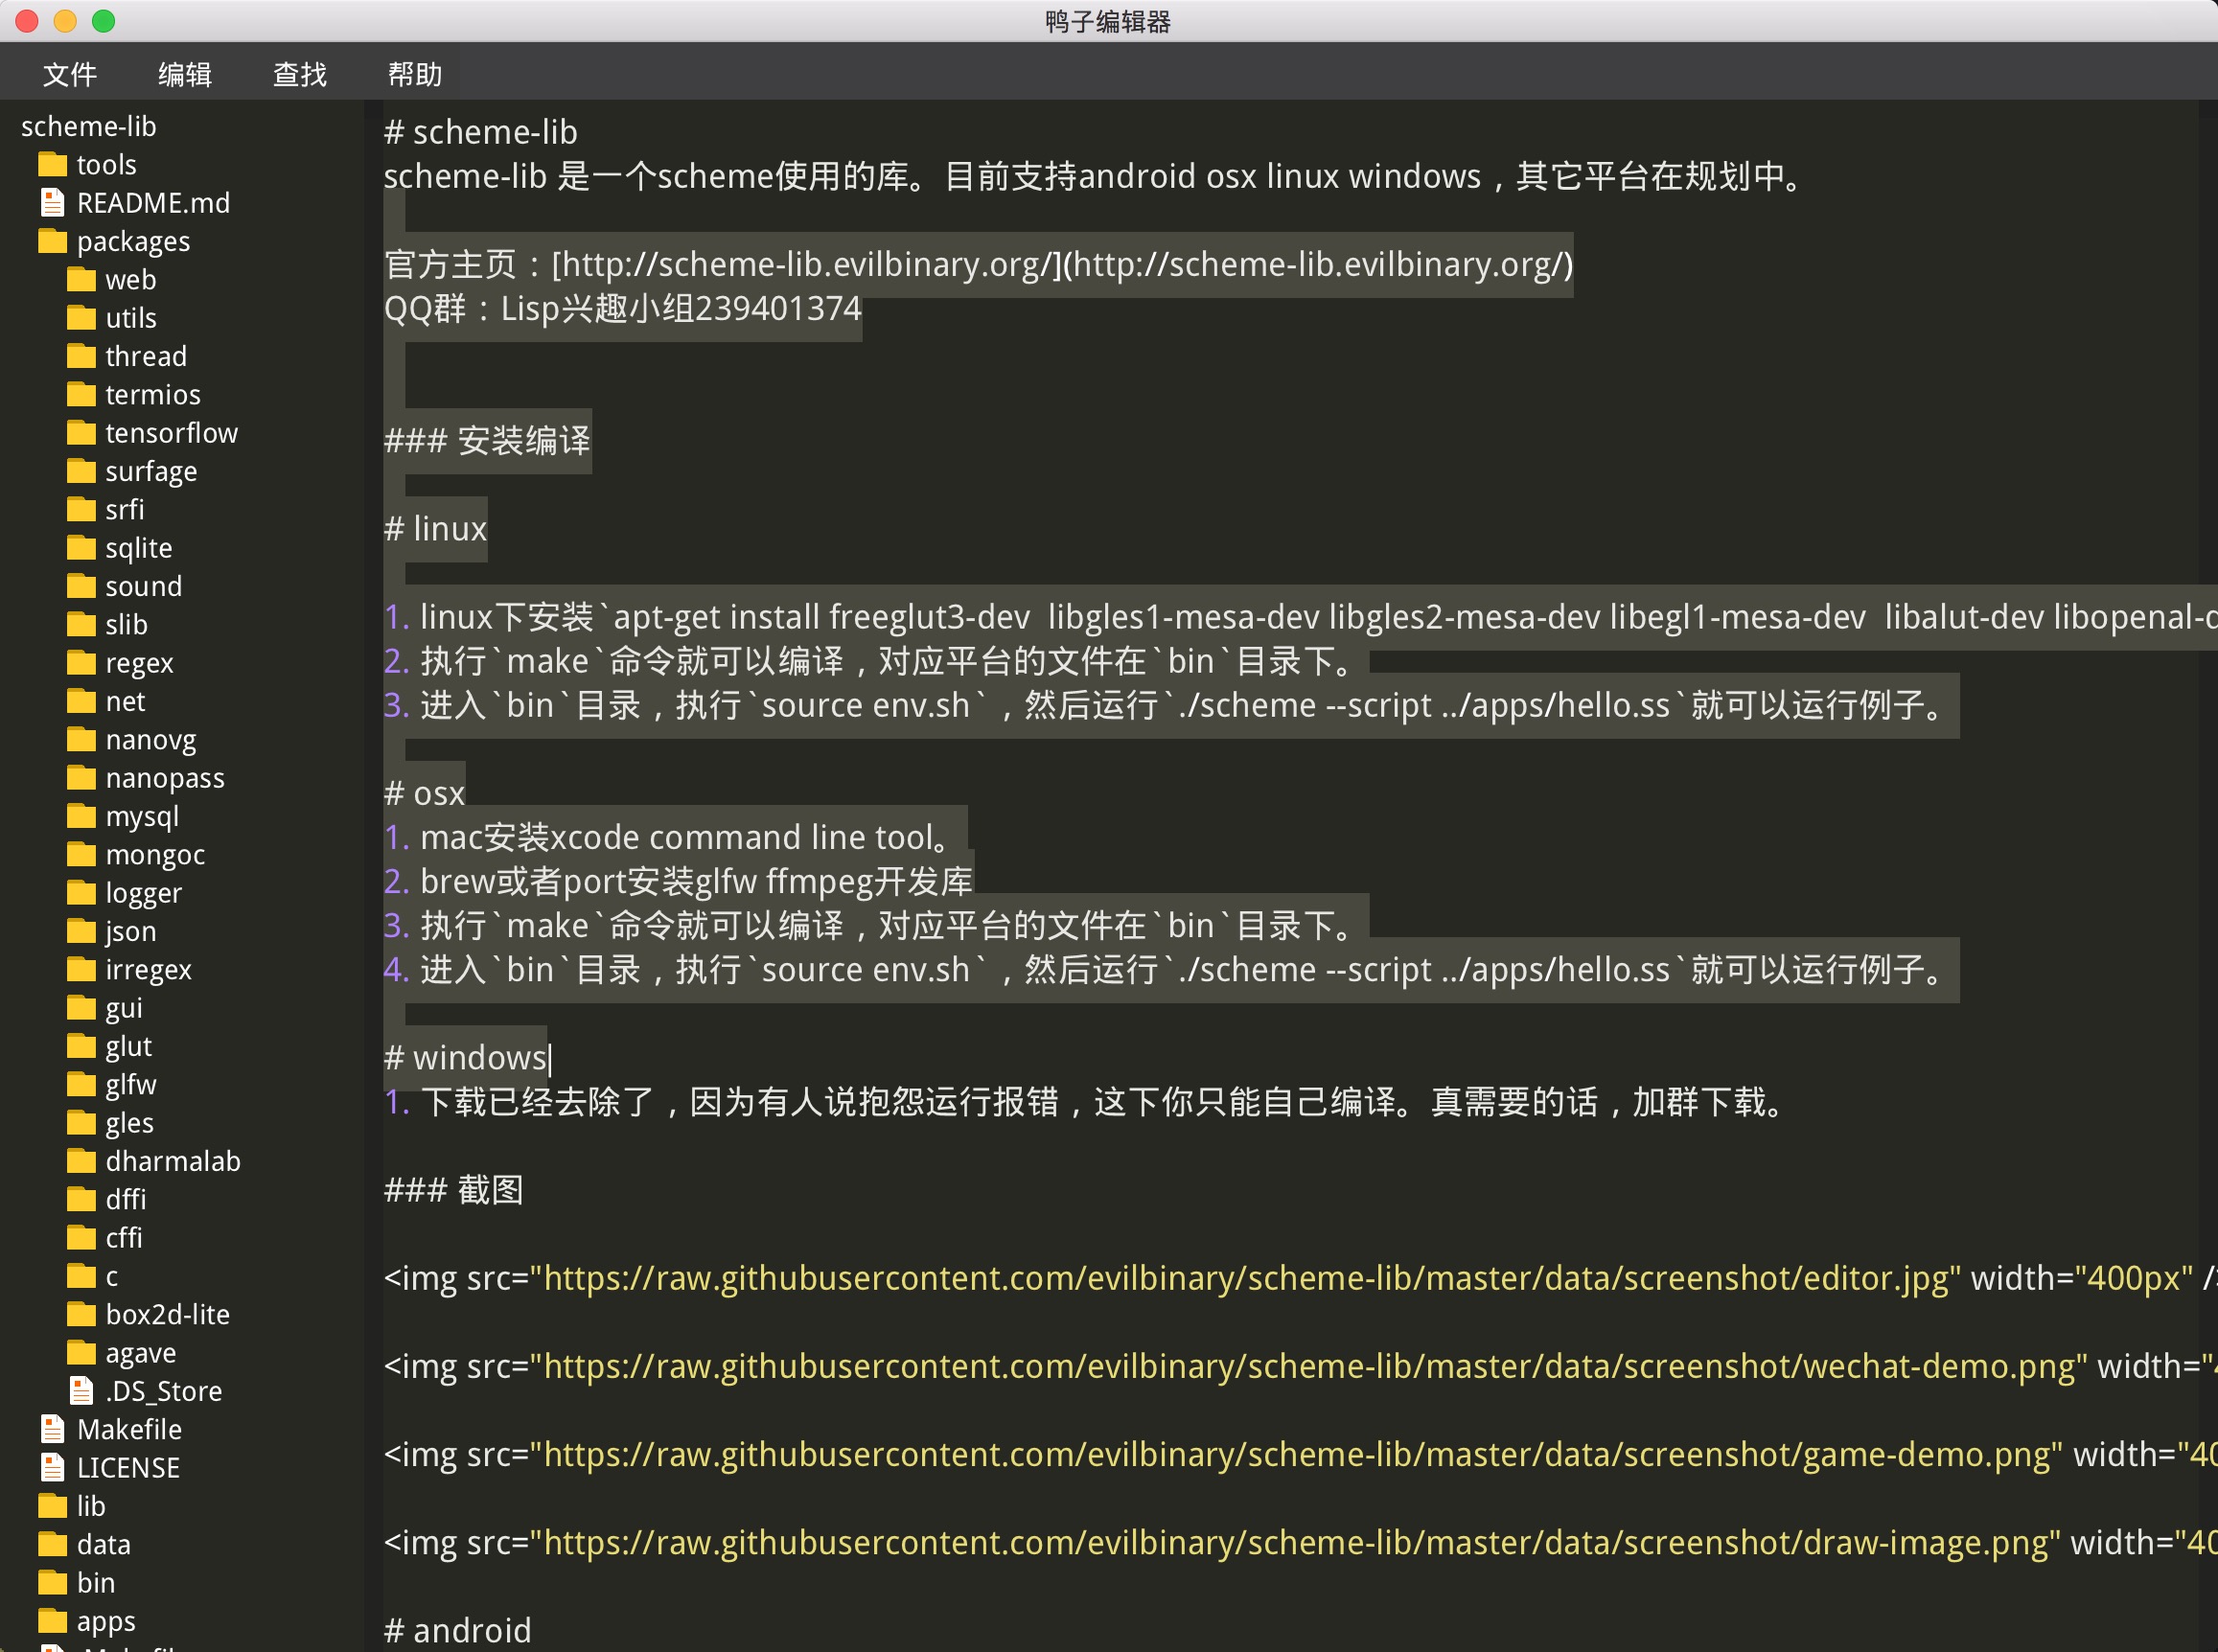 鸭子编辑器
文件 编辑 查找 帮助
scheme-lib
tools
README.md
packages
web
utils
thread
termios
tensorflow
surfage
srfi
sqlite
sound
slib
regex
net
nanovg
nanopass
mysql
mongoc
logger
json
irregex
gui
glut
glfw
gles
dharmalab
dffi
cffi
c
box2d-lite
agave
.DS_Store
Makefile
LICENSE
lib
data
bin
apps
# scheme-lib
scheme-lib 是一个scheme使用的库。目前支持android osx linux windows，其它平台在规划中。
官方主页：[http://scheme-lib.evilbinary.org/](http://scheme-lib.evilbinary.org/)
QQ群：Lisp兴趣小组239401374
### 安装编译
# linux
1. linux下安装`apt-get install freeglut3-dev  libgles1-mesa-dev libgles2-mesa-dev libegl1-mesa-dev  libalut-dev libopenal-d
2. 执行`make`命令就可以编译，对应平台的文件在`bin`目录下。
3. 进入`bin`目录，执行`source env.sh`，然后运行`./scheme --script ../apps/hello.ss`就可以运行例子。
# osx
1. mac安装xcode command line tool。
2. brew或者port安装glfw ffmpeg开发库
3. 执行`make`命令就可以编译，对应平台的文件在`bin`目录下。
4. 进入`bin`目录，执行`source env.sh`，然后运行`./scheme --script ../apps/hello.ss`就可以运行例子。
# windows
1. 下载已经去除了，因为有人说抱怨运行报错，这下你只能自己编译。真需要的话，加群下载。
### 截图
<img src="https://raw.githubusercontent.com/evilbinary/scheme-lib/master/data/screenshot/editor.jpg" width="400px" />
<img src="https://raw.githubusercontent.com/evilbinary/scheme-lib/master/data/screenshot/wechat-demo.png" width="4
<img src="https://raw.githubusercontent.com/evilbinary/scheme-lib/master/data/screenshot/game-demo.png" width="40
<img src="https://raw.githubusercontent.com/evilbinary/scheme-lib/master/data/screenshot/draw-image.png" width="40
# android